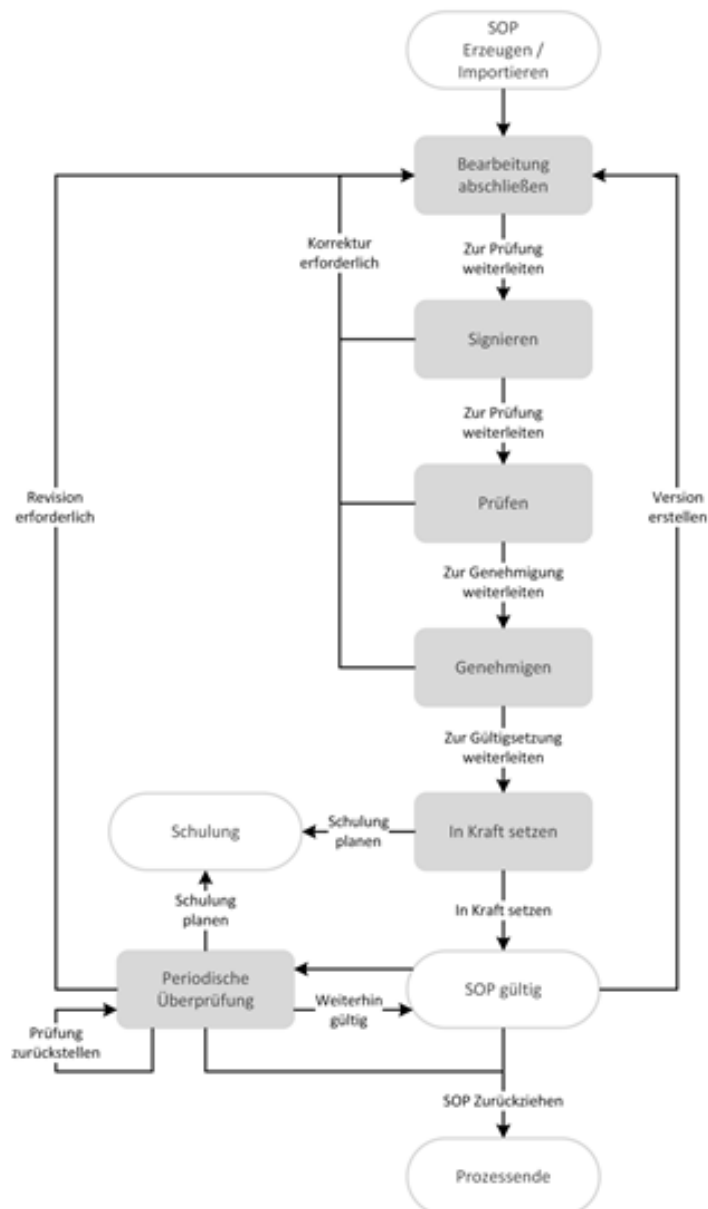 SOP
Erzeugen /
Importieren
Bearbeitung
abschließen
Korrektur
erforderlich
Zur Prüfung
weiterleiten
Signieren
Zur Prüfung
weiterleiten
Revision
erforderlich
Prüfen
Version
erstellen
Zur Genehmigung
weiterleiten
Genehmigen
Zur Gültigsetzung
weiterleiten
Schulung
Schulung
planen
In Kraft setzen
Schulung
planen
In Kraft setzen
Periodische
Überprüfung
Weiterhin
gültig
SOP gültig
Prüfung
zurückstellen
SOP Zurückziehen
Prozessende